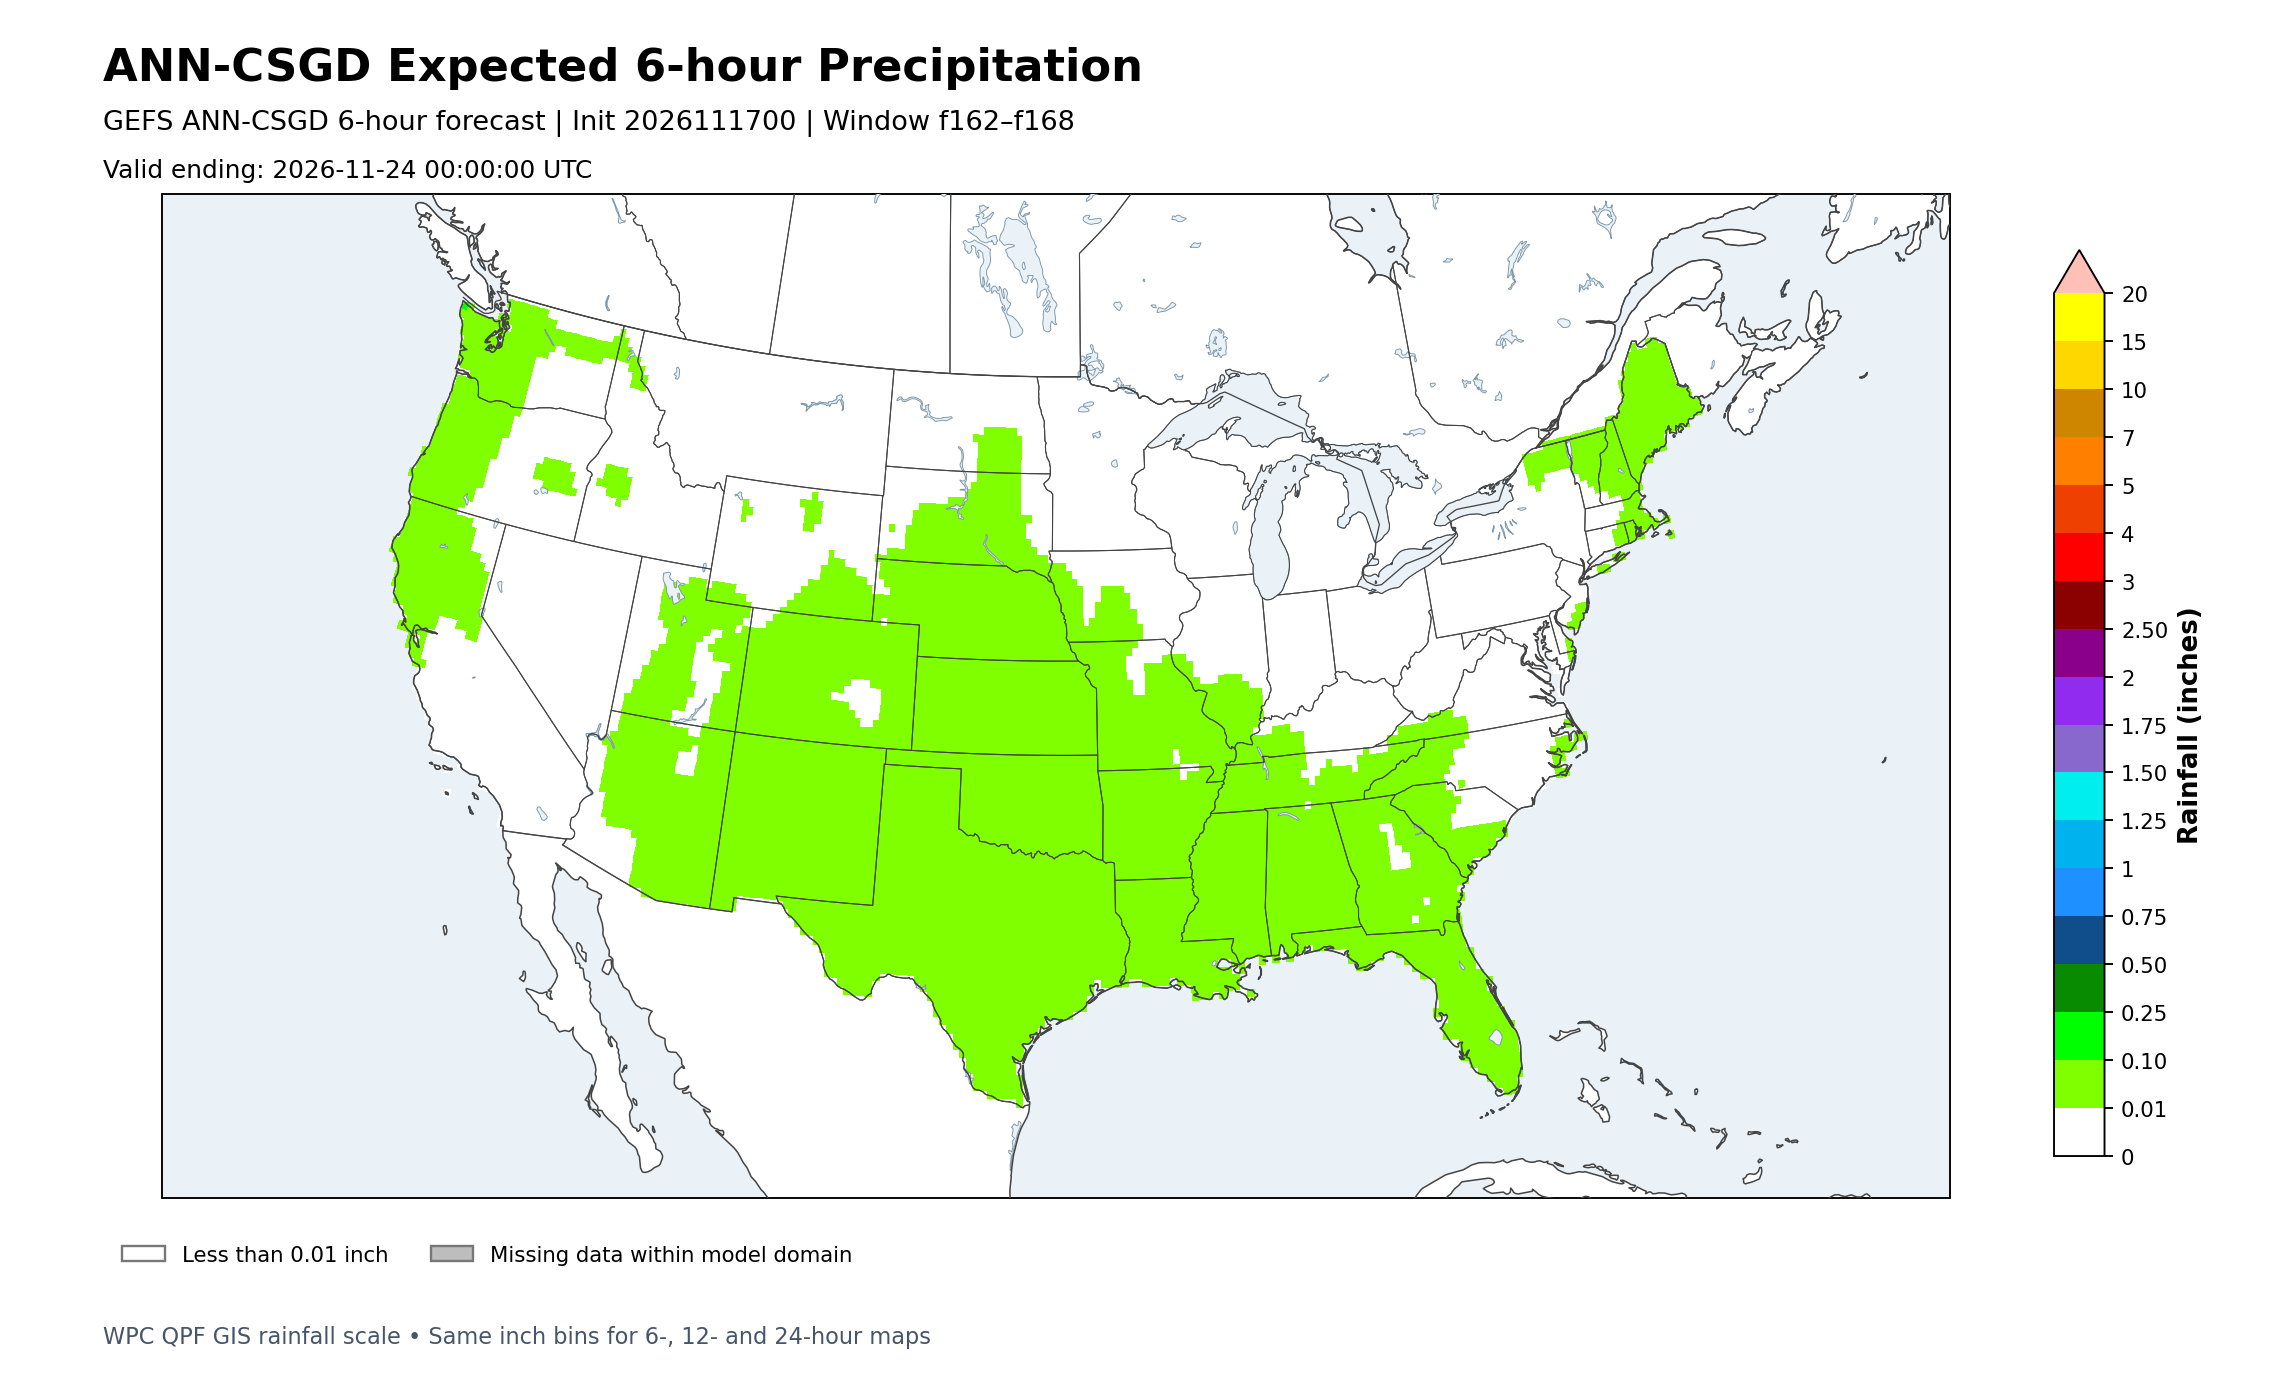 ANN-CSGD Expected 6-hour Precipitation
GEFS ANN-CSGD 6-hour forecast | Init 2026111700 | Window f162–f168
Valid ending: 2026-11-24 00:00:00 UTC
20
15
10
7
5
4
3
2.50
2
1.75
1.50
1.25
1
0.75
0.50
0.25
0.10
0.01
0
Rainfall (inches)
Less than 0.01 inch
Missing data within model domain
WPC QPF GIS rainfall scale • Same inch bins for 6-, 12- and 24-hour maps